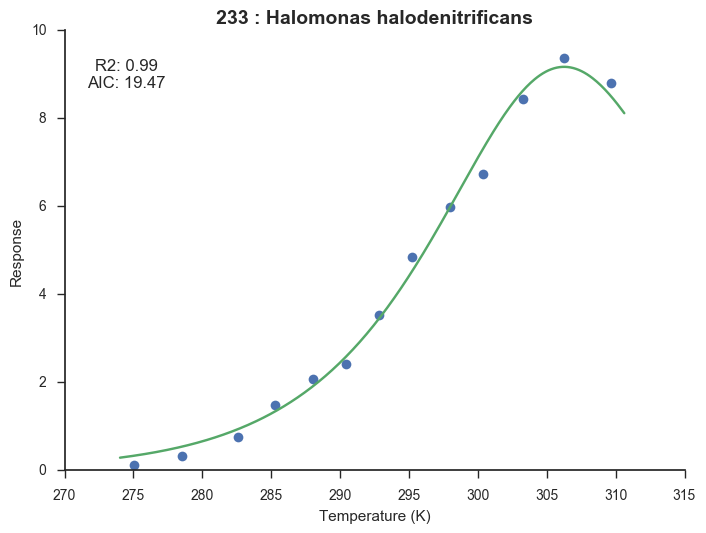 233 : Halomonas halodenitrificans
R2: 0.99
AIC: 19.47
10
8
6
4
2
0
Response
270 275 280 285 290 295 300 305 310 315
Temperature (K)